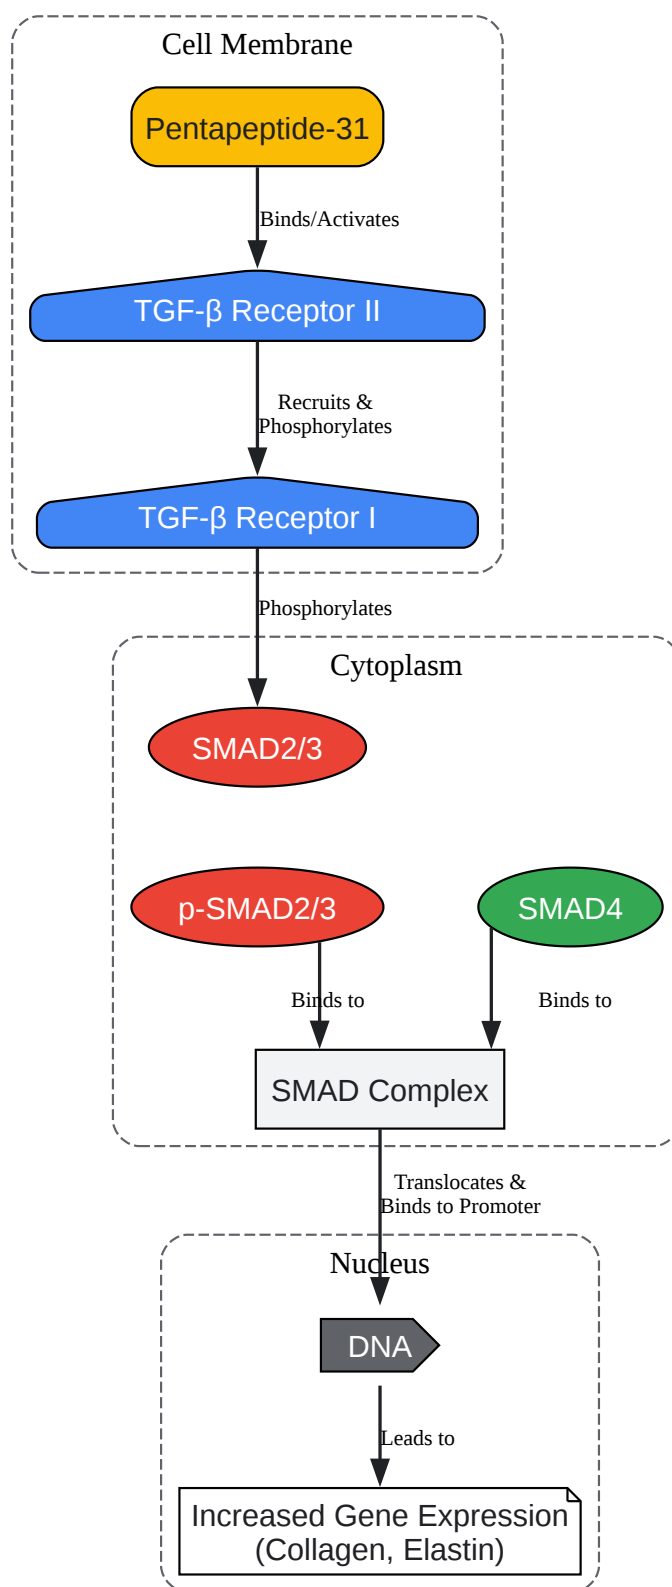 Cell Membrane
Pentapeptide-31
Binds/Activates
TGF-β Receptor II
Recruits &
Phosphorylates
TGF-β Receptor I
Phosphorylates
Cytoplasm
SMAD2/3
p-SMAD2/3
SMAD4
Binds to
Binds to
SMAD Complex
Translocates &
Binds to Promoter
Nucleus
DNA
Leads to
Increased Gene Expression
(Collagen, Elastin)